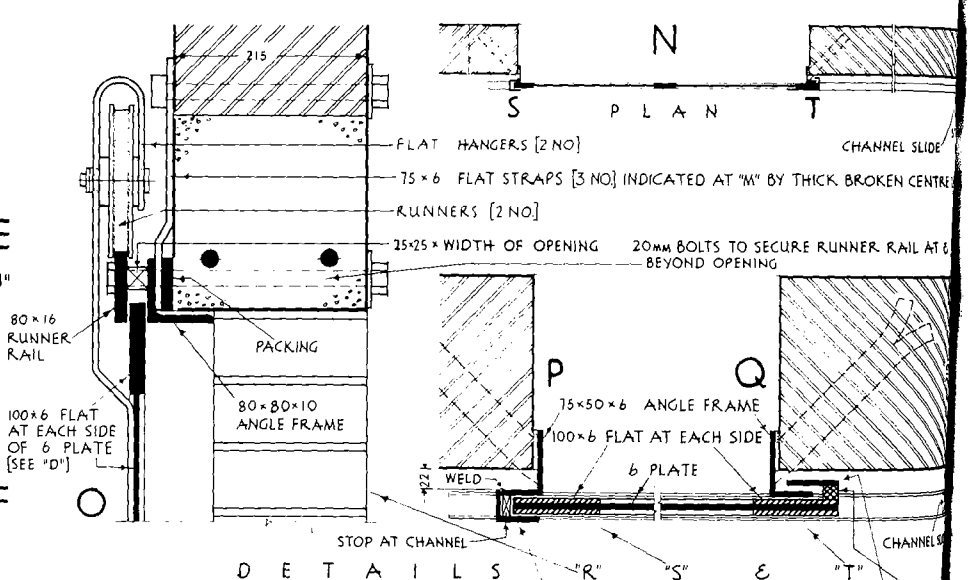 215
N
S
PLAN
T
FLAT HANGERS [2 NO]
CHANNEL SLIDE
75 × 6 FLAT STRAPS [3 NO.] INDICATED AT "M" BY THICK BROKEN CENTRE
RUNNERS [2 NO.]
25×25 × WIDTH OF OPENING
20MM BOLTS TO SECURE RUNNER RAIL AT
BEYOND OPENING
80 × 16
RUNNER
RAIL
PACKING
P
Q
100×6 FLAT
AT EACH SIDE
OF 6 PLATE
[SEE "D"]
80×80×10
ANGLE FRAME
75×50×6 ANGLE FRAME
100×6 FLAT AT EACH SIDE
6 PLATE
WELD
22
O
STOP AT CHANNEL
CHANNEL
DETAILS "R" "S" & "T"